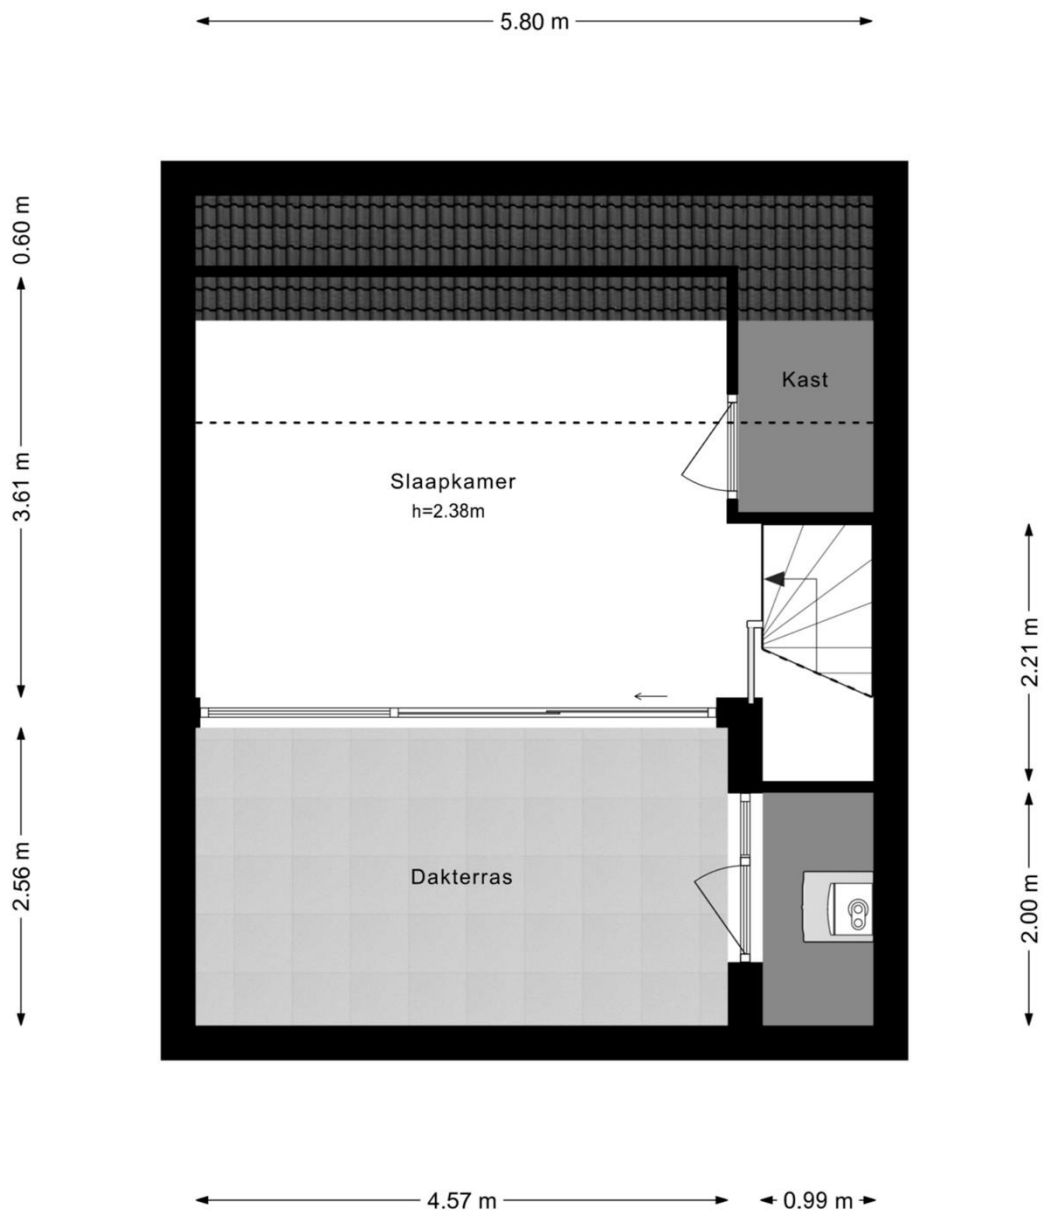 5.80 m
0.60 m
Kast
3.61 m
Slaapkamer
h=2.38m
2.21 m
2.56 m
Dakterras
2.00 m
4.57 m
0.99 m